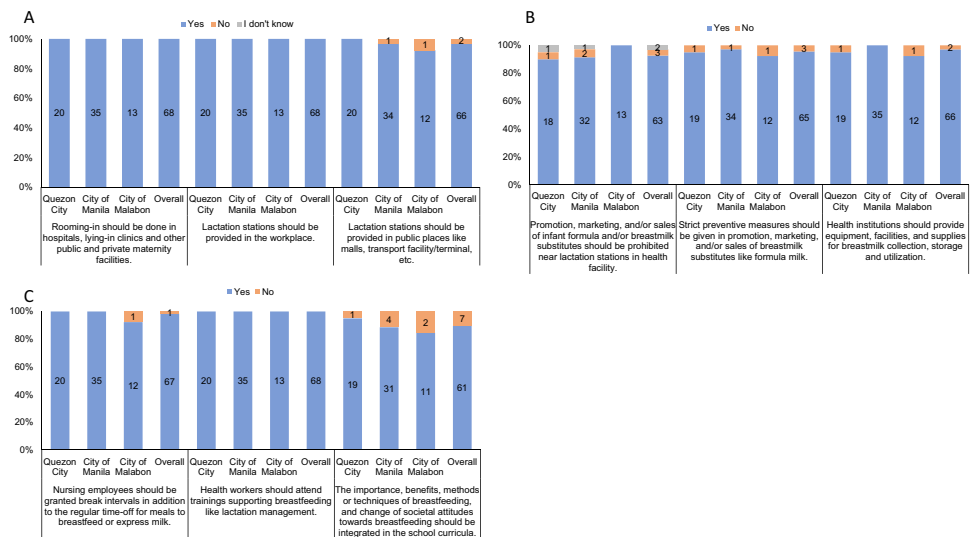 A
Yes No I don't know
100%
80%
60%
40%
20%
0%
20 35 13 68 20 35 13 68 20 34 12 66
1 1 2
Quezon City of City of Overall Quezon City of City of Overall Quezon City of City of Overall
City Manila Malabon City Manila Malabon City Manila Malabon
Rooming-in should be done in
hospitals, lying-in clinics and other
public and private maternity
facilities.
Lactation stations should be
provided in the workplace.
Lactation stations should be
provided in public places like
malls, transport facility/terminal,
etc.
B
Yes No
100%
80%
60%
40%
20%
0%
1 1 2
1 2 3 1 1 1 3 1 1 2
18 32 13 63 19 34 12 65 19 35 12 66
Quezon City of City of Overall Quezon City of City of Overall Quezon City of City of Overall
City Manila Malabon City Manila Malabon City Manila Malabon
Promotion, marketing, and/or sales
of infant formula and/or breastmilk
substitutes should be prohibited
near lactation stations in health
facility.
Strict preventive measures should
be given in promotion, marketing,
and/or sales of breastmilk
substitutes like formula milk.
Health institutions should provide
equipment, facilities, and supplies
for breastmilk collection, storage
and utilization.
C
Yes No
100%
80%
60%
40%
20%
0%
1 1 1 4 2 7
20 35 12 67 20 35 13 68 19 31 11 61
Quezon City of City of Overall Quezon City of City of Overall Quezon City of City of Overall
City Manila Malabon City Manila Malabon City Manila Malabon
Nursing employees should be
granted break intervals in addition
to the regular time-off for meals to
breastfeed or express milk.
Health workers should attend
trainings supporting breastfeeding
like lactation management.
The importance, benefits, methods
or techniques of breastfeeding,
and change of societal attitudes
towards breastfeeding should be
integrated in the school curricula.